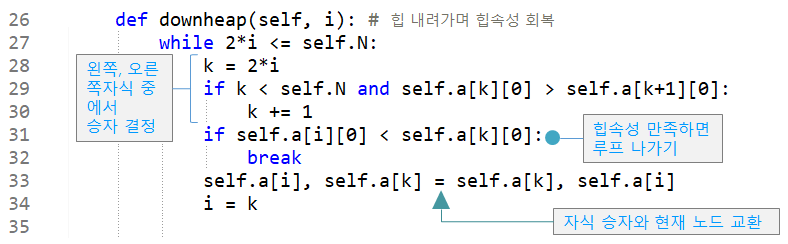 26 def downheap(self, i): # 힙 내려가며 힙속성 회복
27 while 2*i <= self.N:
28 k = 2*i
29 if k < self.N and self.a[k][0] > self.a[k+1][0]:
30 k += 1
31 if self.a[i][0] < self.a[k][0]:
32 break
33 self.a[i], self.a[k] = self.a[k], self.a[i]
34 i = k
35
왼쪽, 오른
쪽자식 중
에서
승자 결정
힙속성 만족하면
루프 나가기
자식 승자와 현재 노드 교환